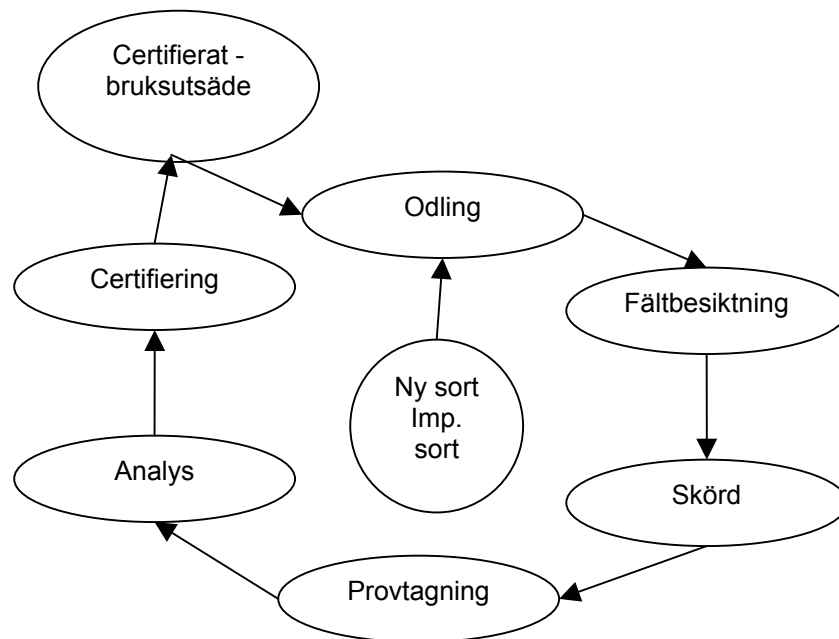 Certifierat -
bruksutsäde
Odling
Certifiering
Fältbesiktning
Ny sort
Imp.
sort
Analys
Skörd
Provtagning